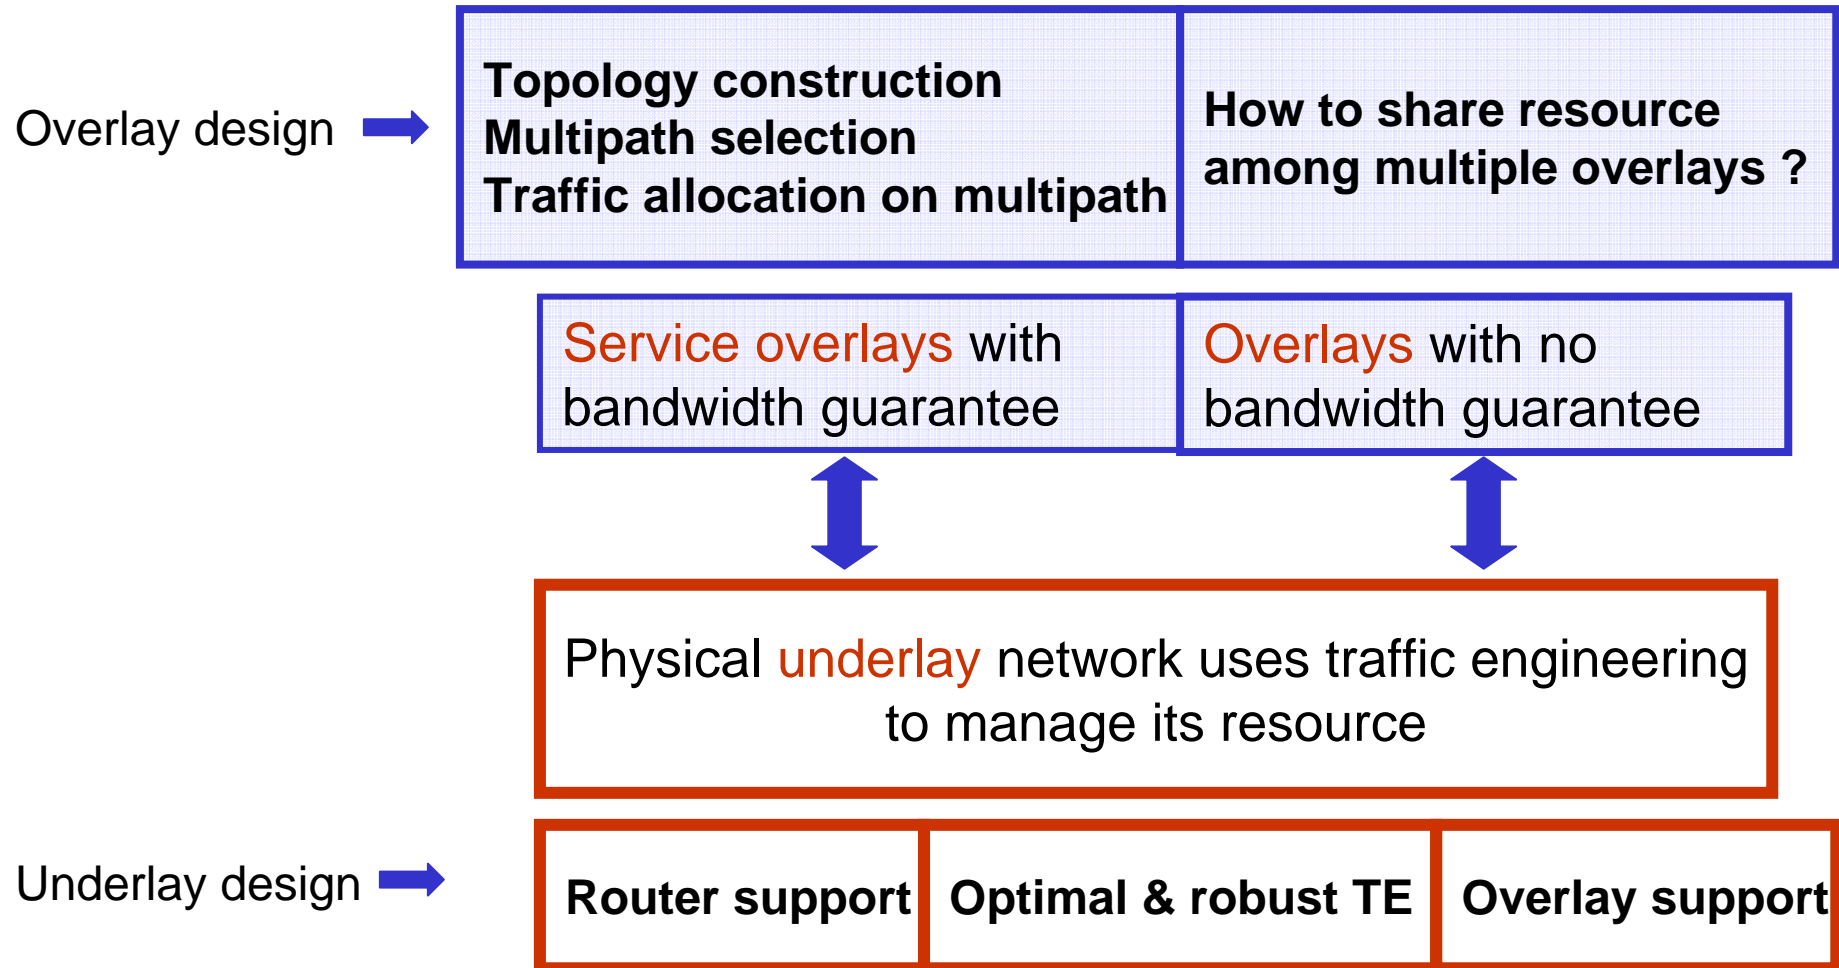 Overlay design
Topology construction
Multipath selection
Traffic allocation on multipath
How to share resource
among multiple overlays ?
Service overlays with
bandwidth guarantee
Overlays with no
bandwidth guarantee
Physical underlay network uses traffic engineering
to manage its resource
Underlay design
Router support
Optimal & robust TE
Overlay support